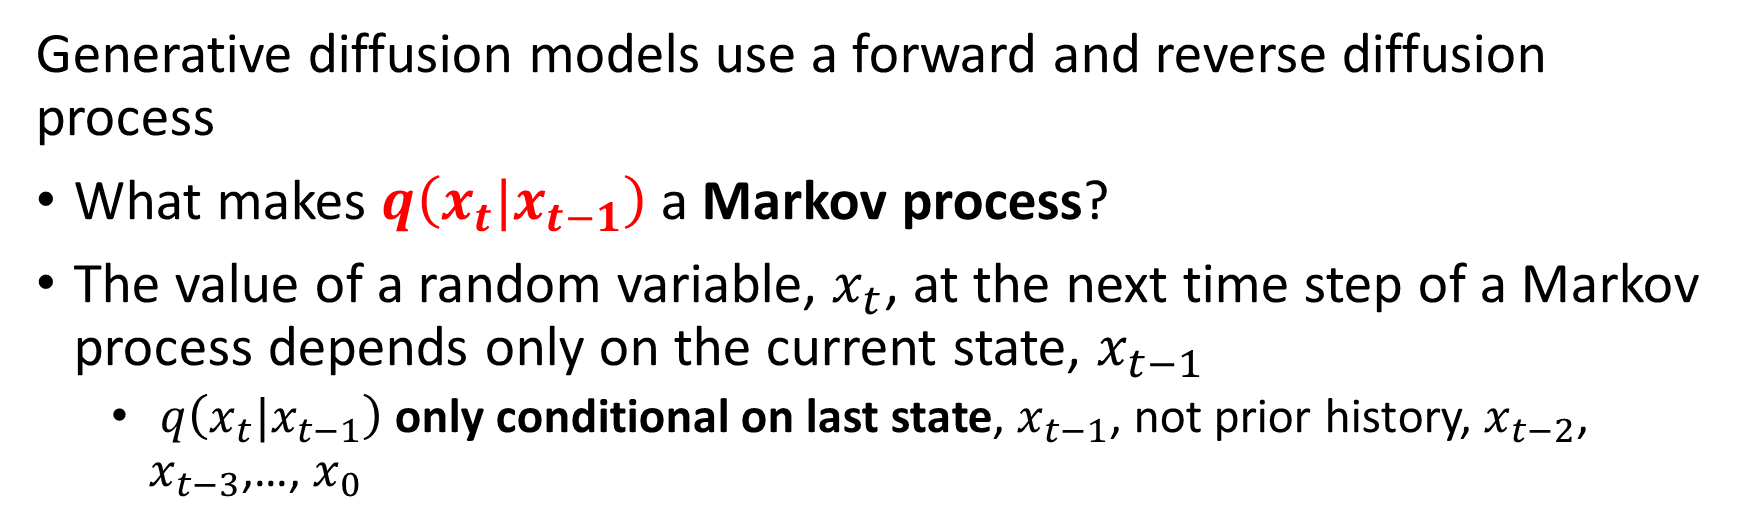 Generative diffusion models use a forward and reverse diffusion
process
• What makes q(xₜ|xₜ₋₁) a Markov process?
• The value of a random variable, xₜ, at the next time step of a Markov
process depends only on the current state, xₜ₋₁
• q(xₜ|xₜ₋₁) only conditional on last state, xₜ₋₁, not prior history, xₜ₋₂,
xₜ₋₃,..., x₀